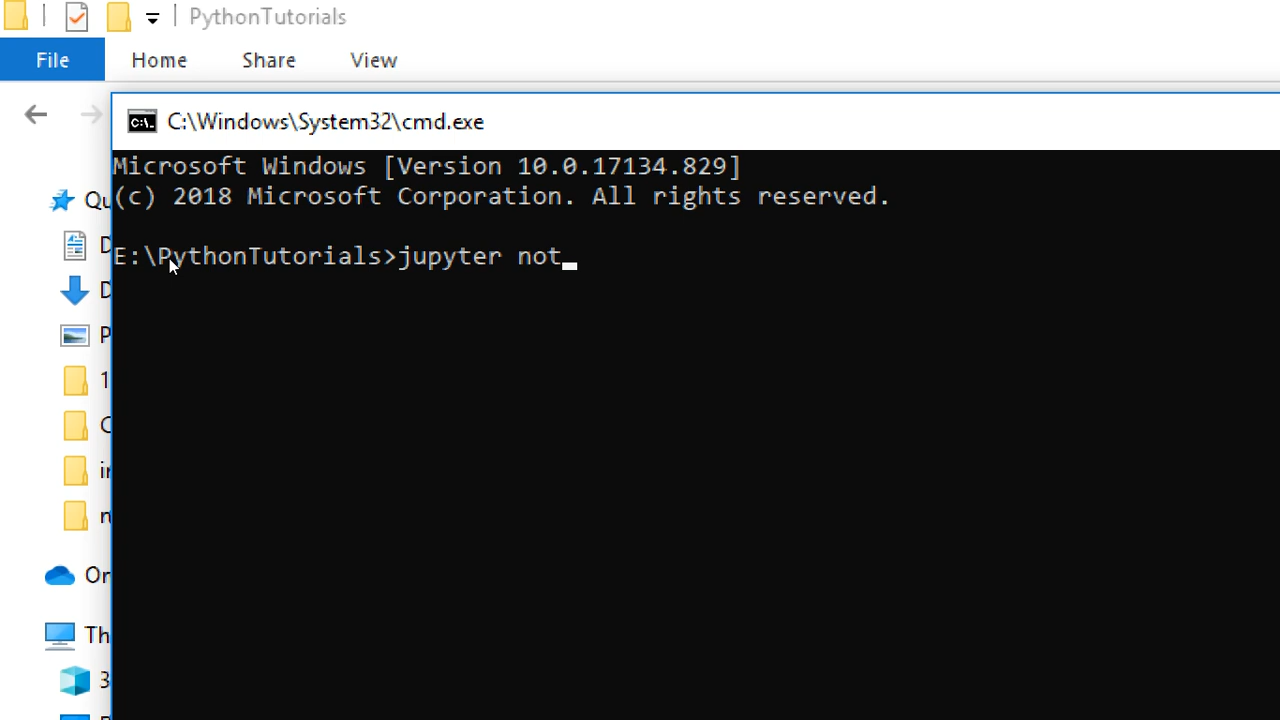 PythonTutorials
File Home Share View
C:\Windows\System32\cmd.exe
Microsoft Windows [Version 10.0.17134.829]
(c) 2018 Microsoft Corporation. All rights reserved.
E:\PythonTutorials>jupyter not_